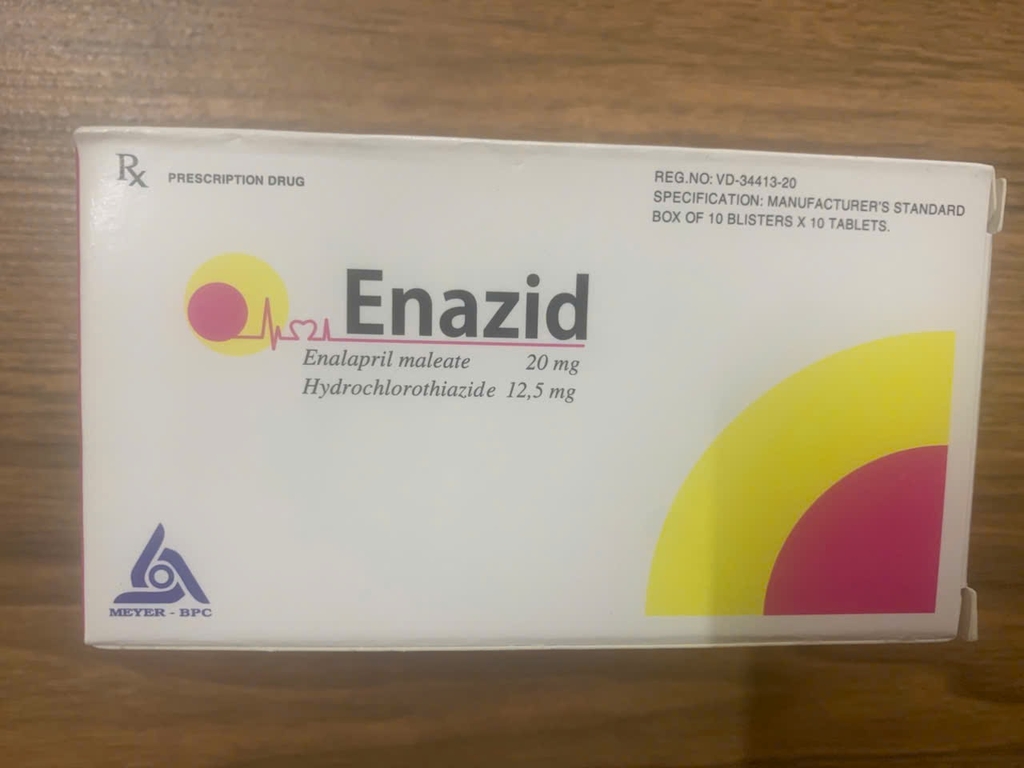 Rx PRESCRIPTION DRUG
REG.NO: VD-34413-20
SPECIFICATION: MANUFACTURER'S STANDARD
BOX OF 10 BLISTERS X 10 TABLETS.
Enazid
Enalapril maleate 20 mg
Hydrochlorothiazide 12,5 mg
MEYER - BPC